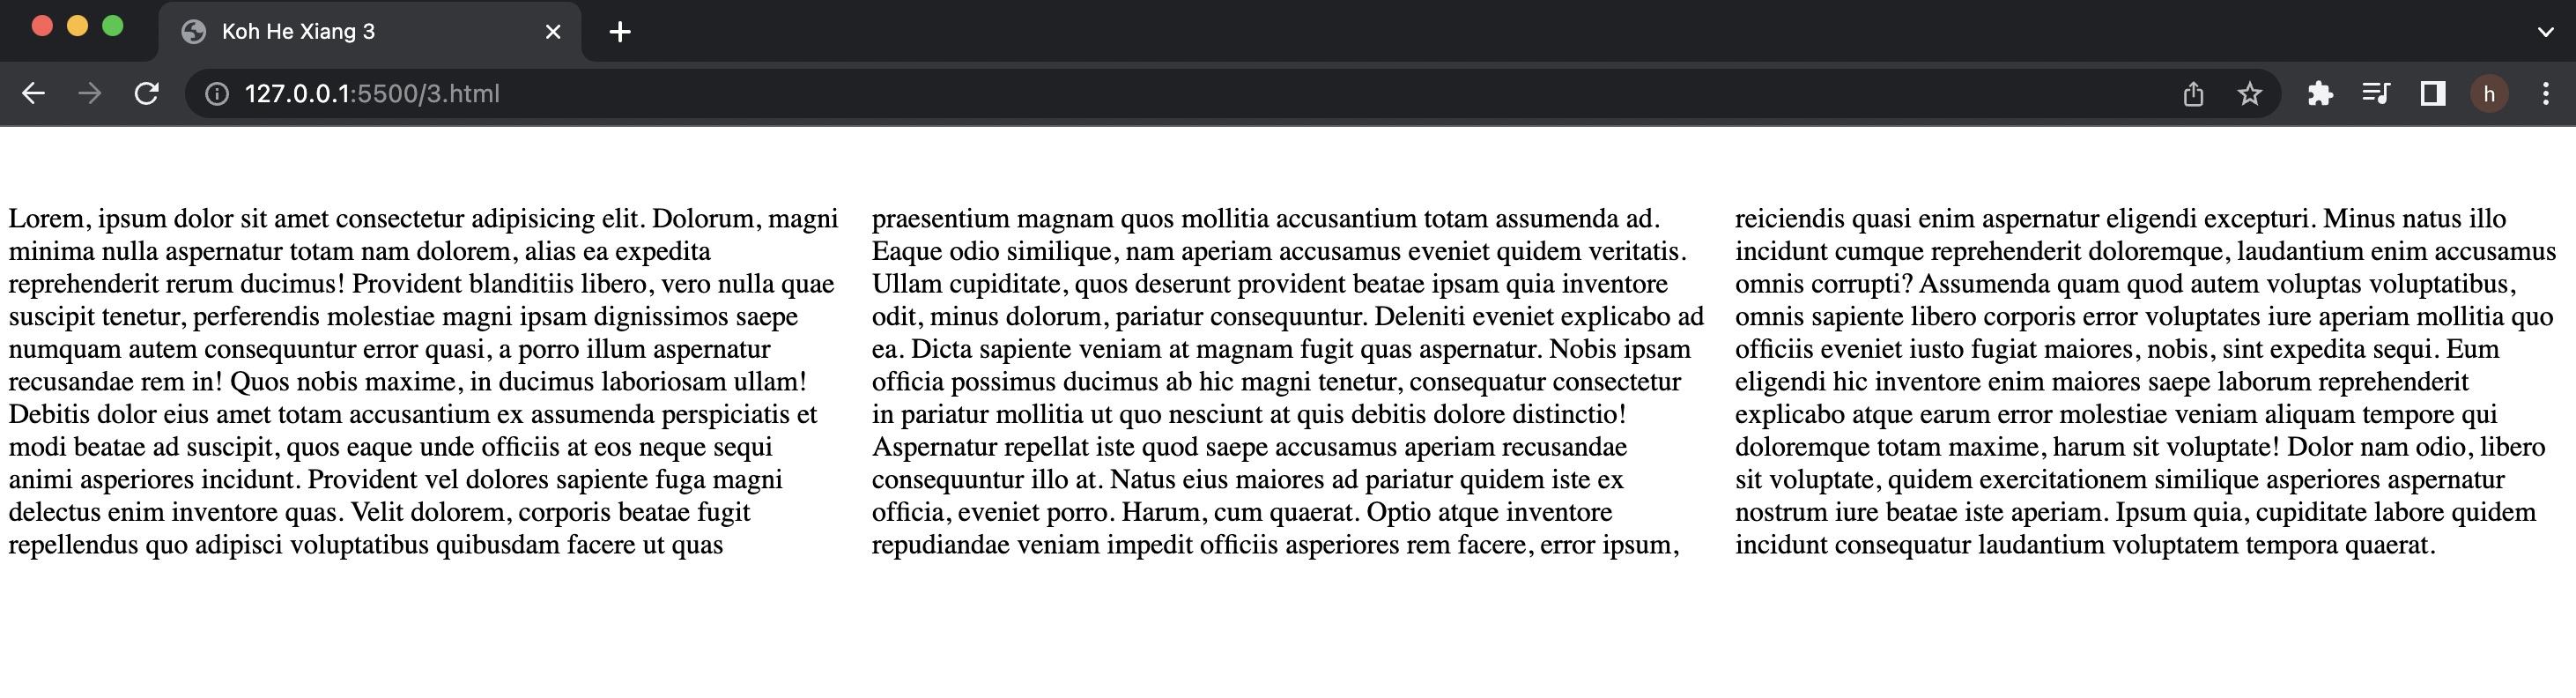 Koh He Xiang 3
127.0.0.1:5500/3.html
h
Lorem, ipsum dolor sit amet consectetur adipisicing elit. Dolorum, magni
minima nulla aspernatur totam nam dolorem, alias ea expedita
reprehenderit rerum ducimus! Provident blanditiis libero, vero nulla quae
suscipit tenetur, perferendis molestiae magni ipsam dignissimos saepe
numquam autem consequuntur error quasi, a porro illum aspernatur
recusandae rem in! Quos nobis maxime, in ducimus laboriosam ullam!
Debitis dolor eius amet totam accusantium ex assumenda perspiciatis et
modi beatae ad suscipit, quos eaque unde officiis at eos neque sequi
animi asperiores incidunt. Provident vel dolores sapiente fuga magni
delectus enim inventore quas. Velit dolorem, corporis beatae fugit
repellendus quo adipisci voluptatibus quibusdam facere ut quas
praesentium magnam quos mollitia accusantium totam assumenda ad.
Eaque odio similique, nam aperiam accusamus eveniet quidem veritatis.
Ullam cupiditate, quos deserunt provident beatae ipsam quia inventore
odit, minus dolorum, pariatur consequuntur. Deleniti eveniet explicabo ad
ea. Dicta sapiente veniam at magnam fugit quas aspernatur. Nobis ipsam
officia possimus ducimus ab hic magni tenetur, consequatur consectetur
in pariatur mollitia ut quo nesciunt at quis debitis dolore distinctio!
Aspernatur repellat iste quod saepe accusamus aperiam recusandae
consequuntur illo at. Natus eius maiores ad pariatur quidem iste ex
officia, eveniet porro. Harum, cum quaerat. Optio atque inventore
repudiandae veniam impedit officiis asperiores rem facere, error ipsum,
reiciendis quasi enim aspernatur eligendi excepturi. Minus natus illo
incidunt cumque reprehenderit doloremque, laudantium enim accusamus
omnis corrupti? Assumenda quam quod autem voluptas voluptatibus,
omnis sapiente libero corporis error voluptates iure aperiam mollitia quo
officiis eveniet iusto fugiat maiores, nobis, sint expedita sequi. Eum
eligendi hic inventore enim maiores saepe laborum reprehenderit
explicabo atque earum error molestiae veniam aliquam tempore qui
doloremque totam maxime, harum sit voluptate! Dolor nam odio, libero
sit voluptate, quidem exercitationem similique asperiores aspernatur
nostrum iure beatae iste aperiam. Ipsum quia, cupiditate labore quidem
incidunt consequatur laudantium voluptatem tempora quaerat.